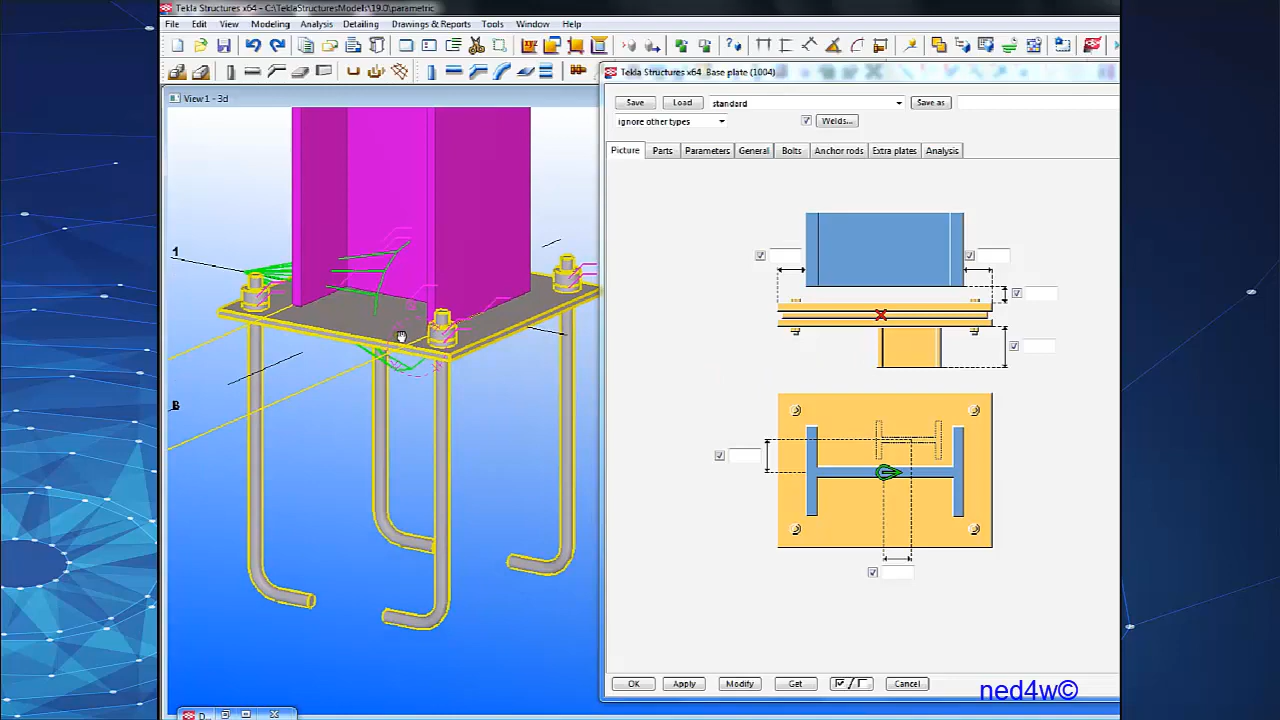 Tekla Structures x64 - C:\TeklaStructuresModels\19.0\parametric
File Edit View Modeling Analysis Detailing Drawings & Reports Tools Window Help
View1 - 3d
Tekla Structures x64 Base plate (1004)
Save Load standard Save as
ignore other types Welds...
Picture Parts Parameters General Bolts Anchor rods Extra plates Analysis
1
B
OK Apply Modify Get / Cancel
ned4w©
D...